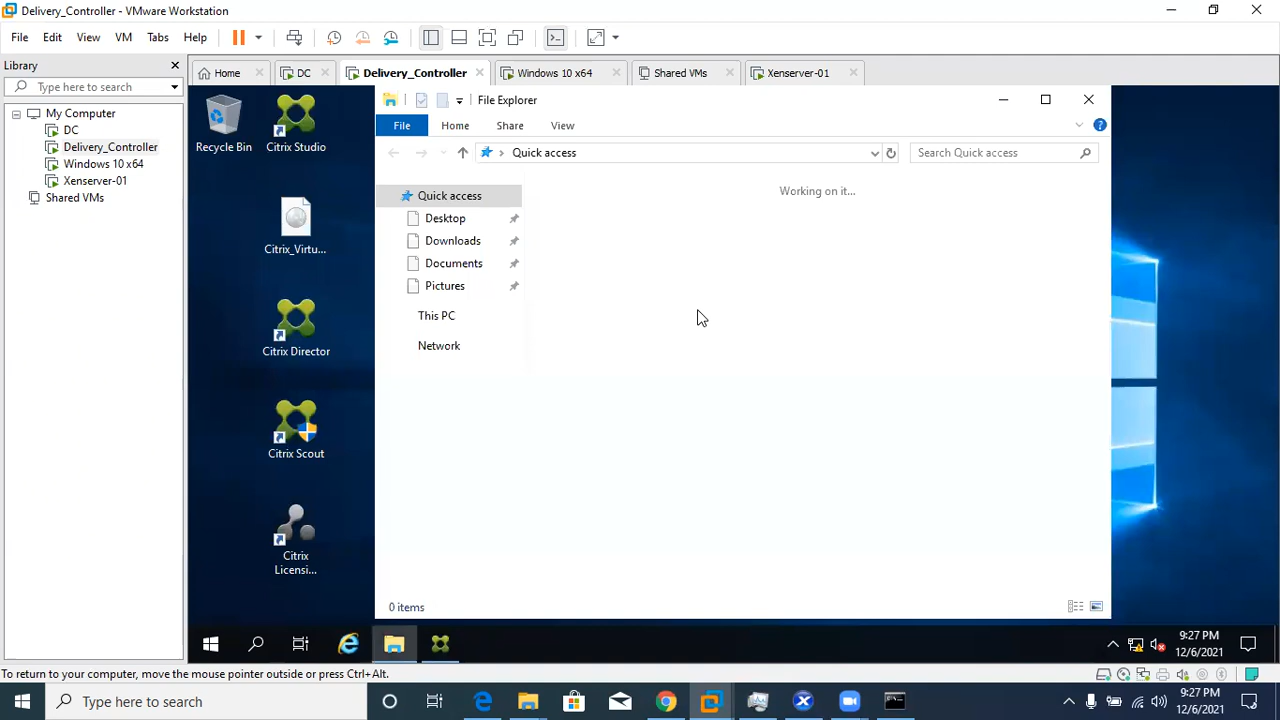 Delivery_Controller - VMware Workstation
File Edit View VM Tabs Help
Library
Type here to search
My Computer
DC
Delivery_Controller
Windows 10 x64
Xenserver-01
Shared VMs
Home DC Delivery_Controller Windows 10 x64 Shared VMs Xenserver-01
Recycle Bin
Citrix Studio
Citrix_Virtu...
Citrix Director
Citrix Scout
Citrix
Licensi...
File Explorer
File Home Share View
Quick access
Search Quick access
Quick access
Desktop
Downloads
Documents
Pictures
This PC
Network
Working on it...
0 items
9:27 PM
12/6/2021
To return to your computer, move the mouse pointer outside or press Ctrl+Alt.
Type here to search
9:27 PM
12/6/2021